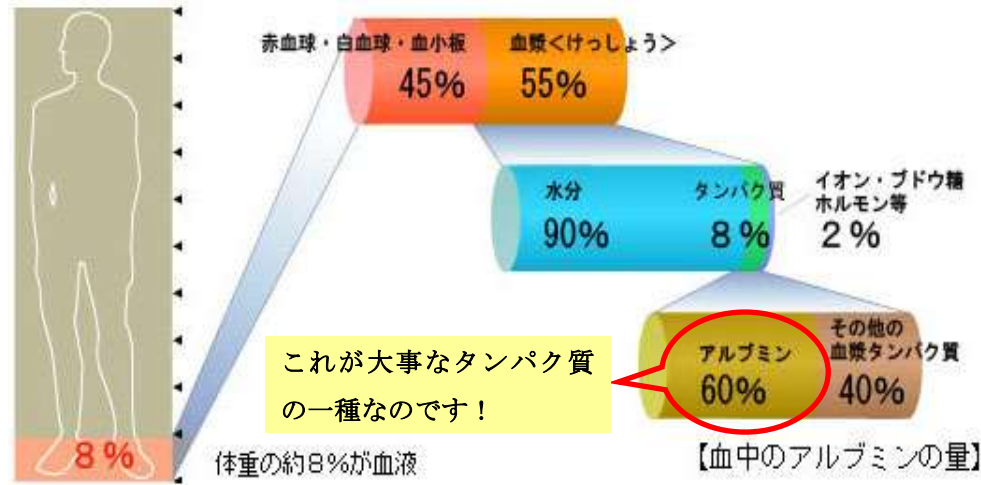 赤血球・白血球・血小板
45%
血漿<けっしょう>
55%
水分
90%
タンパク質
8%
イオン・ブドウ糖
ホルモン等
2%
アルブミン
60%
その他の
血漿タンパク質
40%
これが大事なタンパク質
の一種なのです！
8%
体重の約8%が血液
【血中のアルブミンの量】